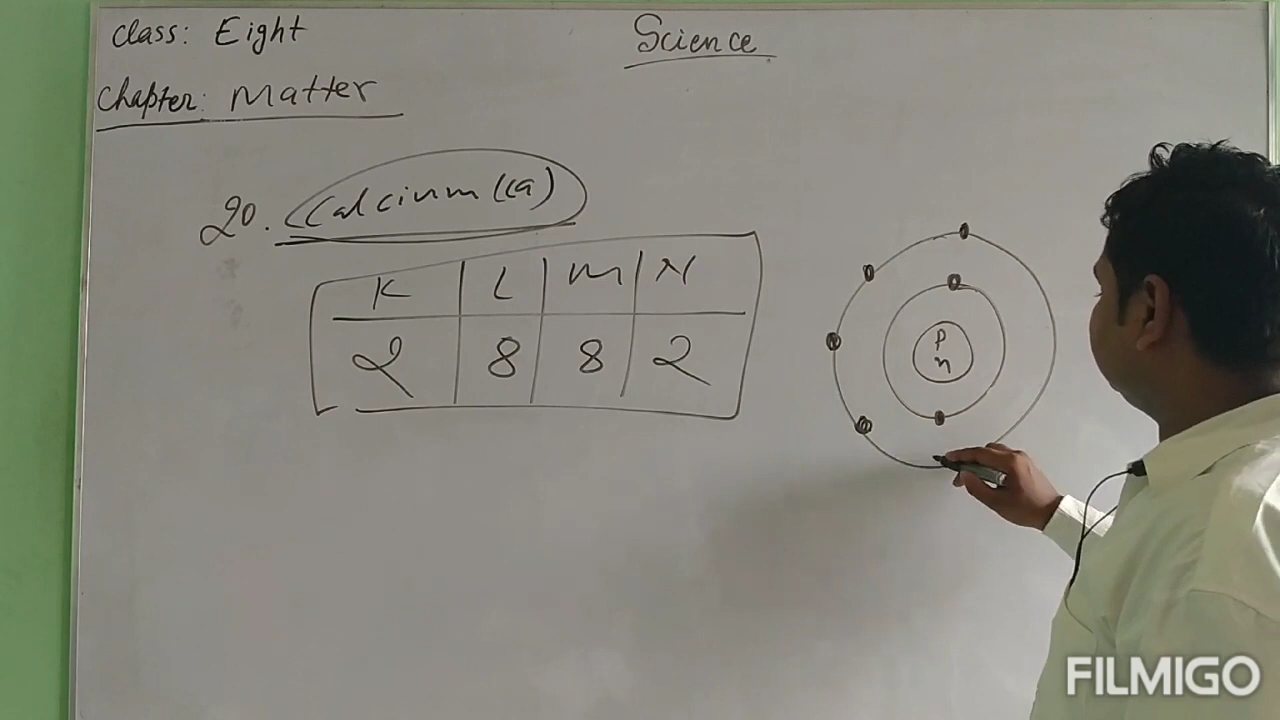 class: Eight
Science
chapter: Matter
20. Calcium (Ca)
K L M N
2 8 8 2
P
n
FILMIGO